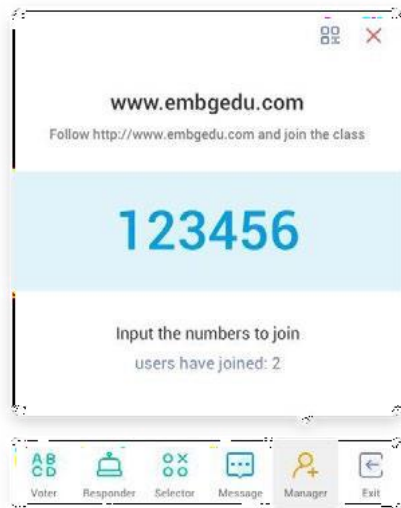 www.embgedu.com
Follow http://www.embgedu.com and join the class
123456
Input the numbers to join
users have joined: 2
A B
C D
Voter Responder Selector Message Manager Exit